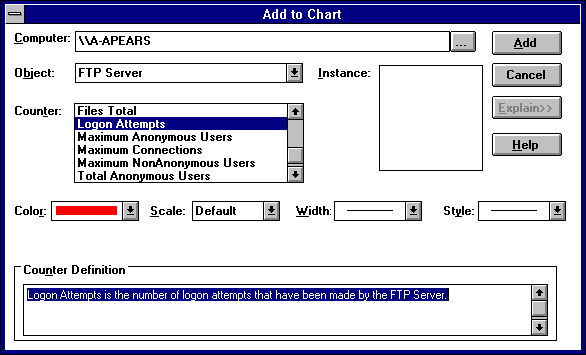 Add to Chart
Computer: \\A-APEARS ... Add
Object: FTP Server Instance: Cancel
Counter: Files Total Explain>>
Logon Attempts
Maximum Anonymous Users
Maximum Connections Help
Maximum NonAnonymous Users
Total Anonymous Users
Color: Scale: Default Width: Style:
Counter Definition
Logon Attempts is the number of logon attempts that have been made by the FTP Server.